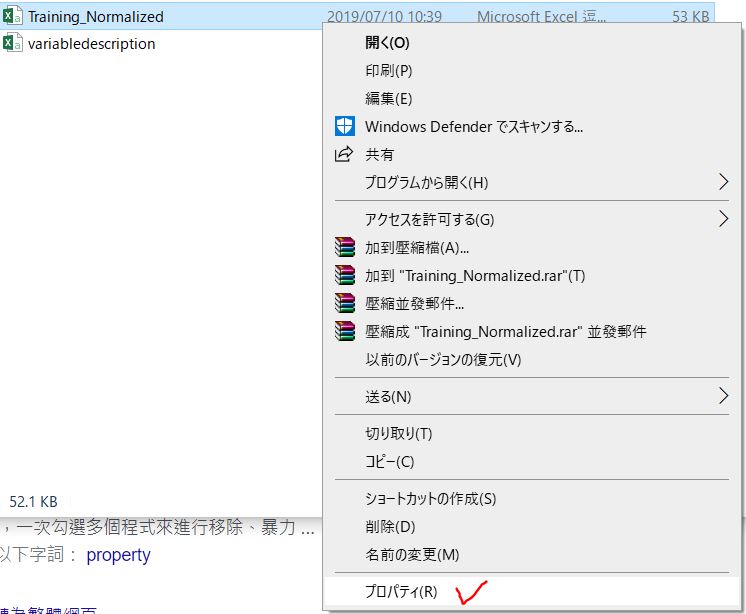 Training_Normalized 2019/07/10 10:39 Microsoft Excel 逗... 53 KB
variabledescription
開く(O)
印刷(P)
編集(E)
Windows Defender でスキャンする...
共有
プログラムから開く(H)
アクセスを許可する(G)
加到壓縮檔(A)...
加到 "Training_Normalized.rar"(T)
壓縮並發郵件...
壓縮成 "Training_Normalized.rar" 並發郵件
以前のバージョンの復元(V)
送る(N)
切り取り(T)
コピー(C)
ショートカットの作成(S)
削除(D)
名前の変更(M)
プロパティ(R)
52.1 KB
，一次勾選多個程式來進行移除、暴力 ...
以下字詞： property
為繁體網頁